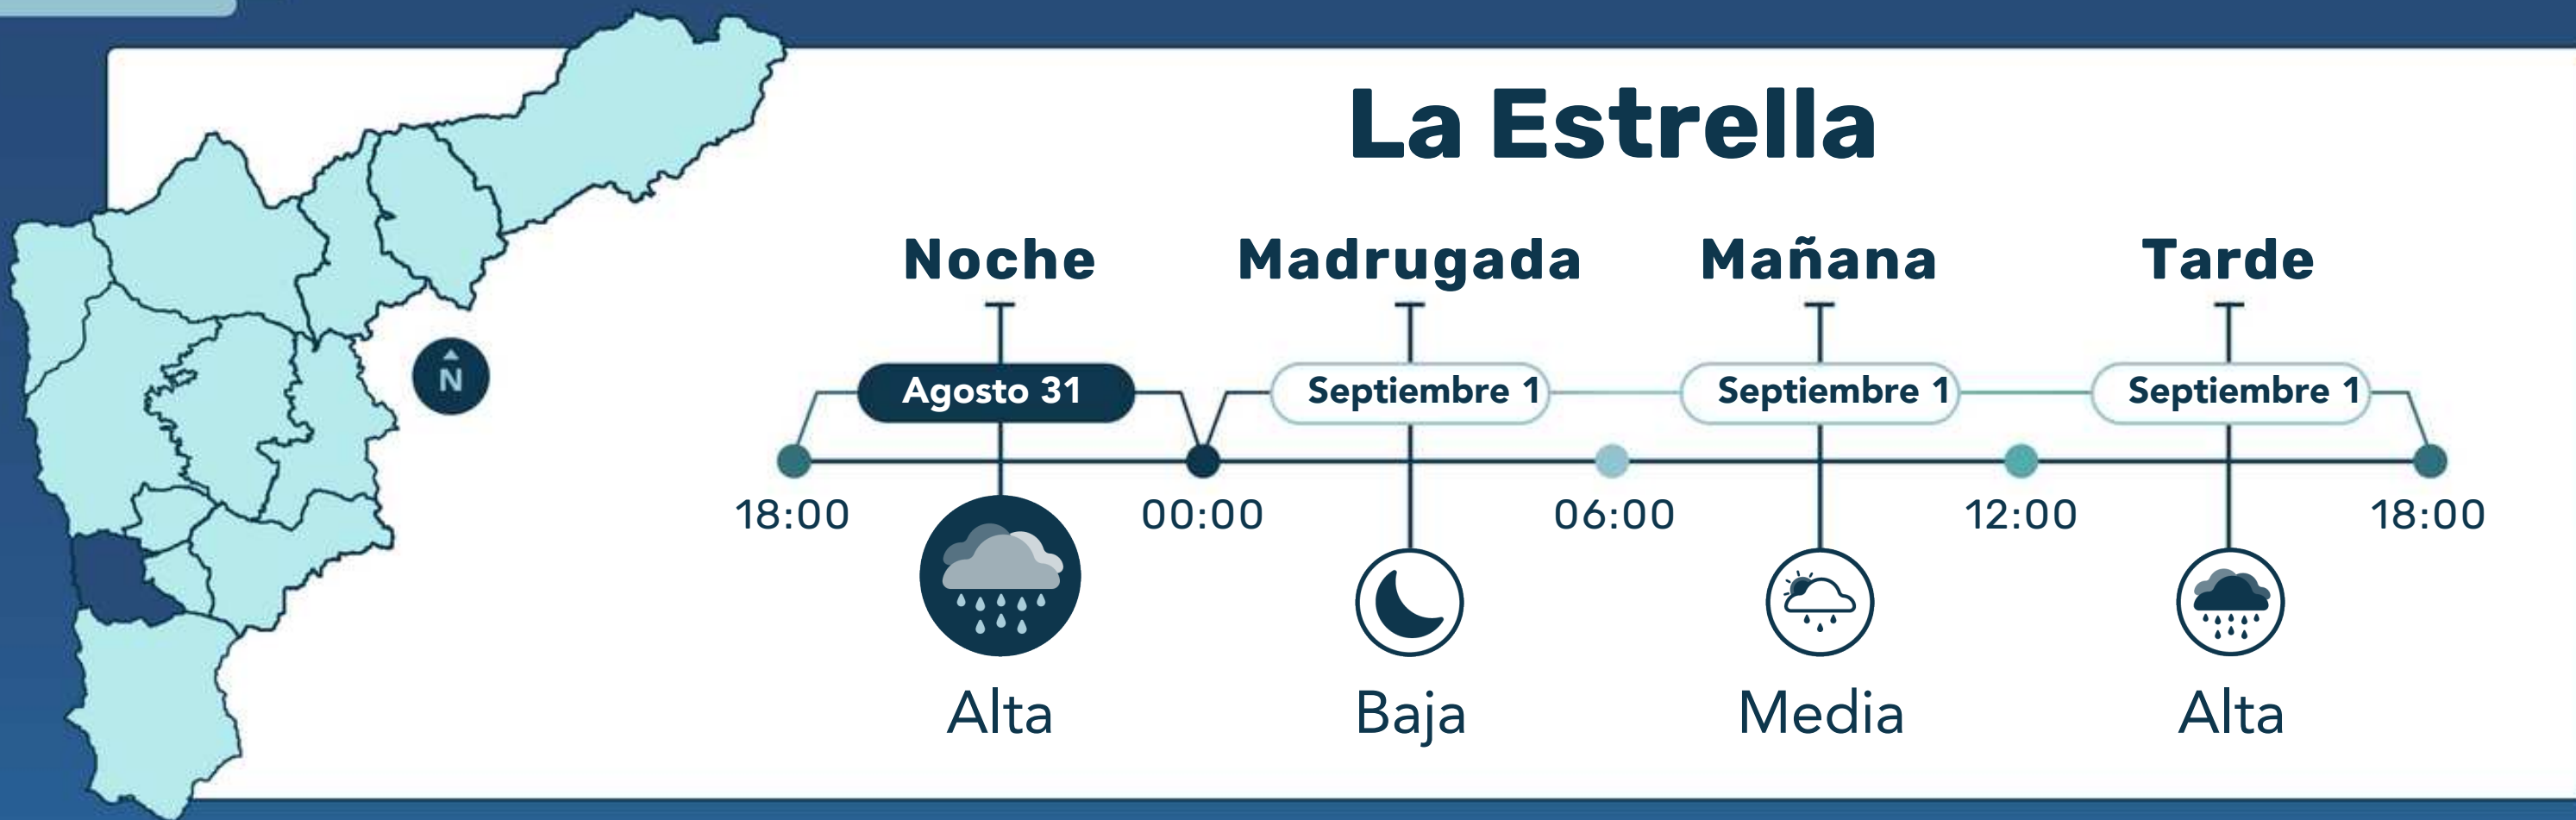 La Estrella
Noche Madrugada Mañana Tarde
N
Agosto 31 Septiembre 1 Septiembre 1 Septiembre 1
18:00 00:00 06:00 12:00 18:00
Alta Baja Media Alta